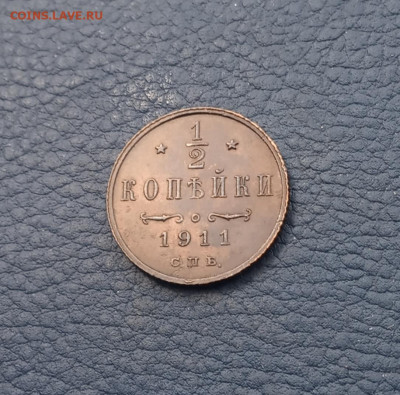 COINS.LAVE.RU
1/2
КОПѢЙКИ
1911
С.П.Б.